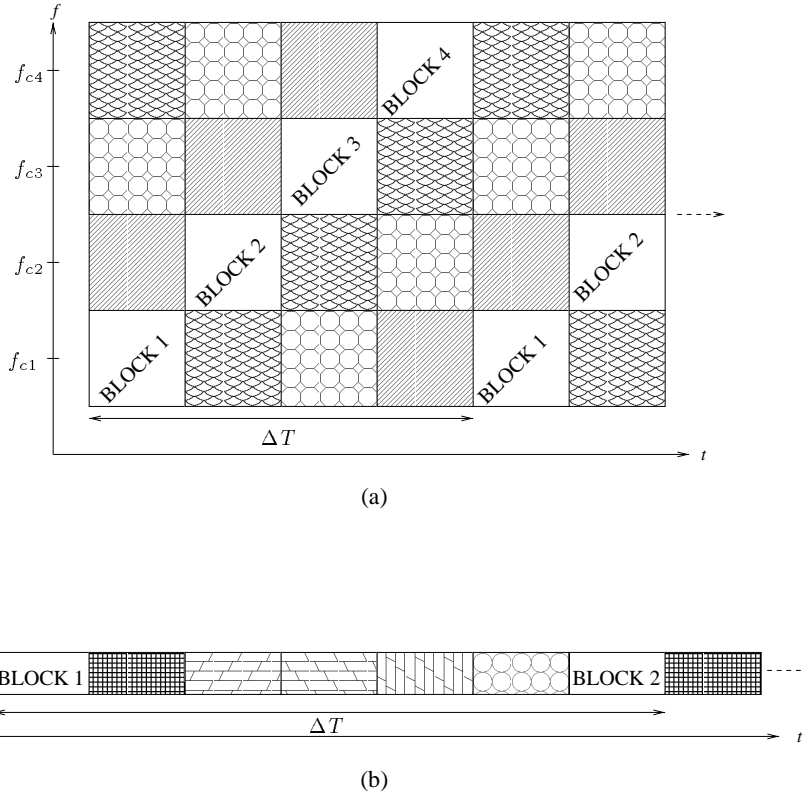 f
f_{c4}
BLOCK 4
f_{c3}
BLOCK 3
f_{c2}
BLOCK 2
BLOCK 2
f_{c1}
BLOCK 1
BLOCK 1
ΔT
t
(a)
BLOCK 1
BLOCK 2
ΔT
t
(b)